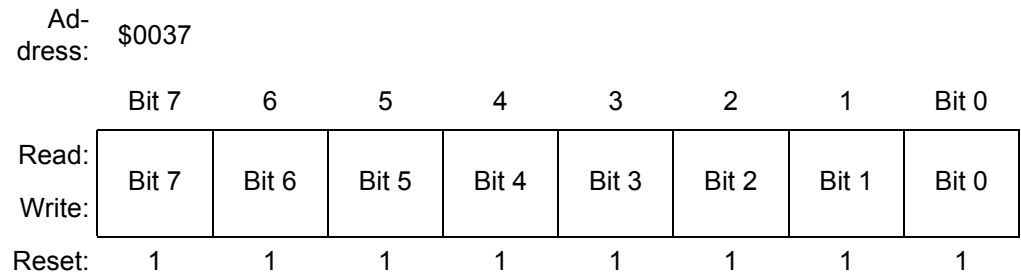 Ad-
dress: $0037
Bit 7 6 5 4 3 2 1 Bit 0
Read:
Bit 7 Bit 6 Bit 5 Bit 4 Bit 3 Bit 2 Bit 1 Bit 0
Write:
Reset: 1 1 1 1 1 1 1 1